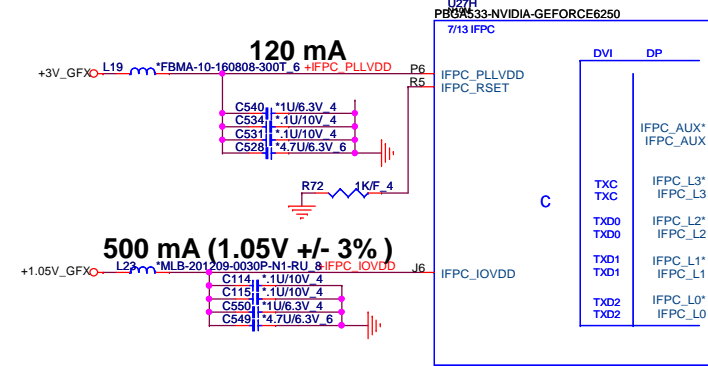 U27H
PBGA533-NVIDIA-GEFORCE6250
7/13 IFPC
DVI DP
120 mA
+3V_GFX L19 *FBMA-10-160808-300T_6 +IFPC_PLLVDD P6 IFPC_PLLVDD
R5 IFPC_RSET
C540 *1U/6.3V_4
C534 *.1U/10V_4
C531 *.1U/10V_4
C528 *4.7U/6.3V_6
IFPC_AUX*
IFPC_AUX
R72 1K/F_4
C
TXC IFPC_L3*
TXC IFPC_L3
TXD0 IFPC_L2*
TXD0 IFPC_L2
500 mA (1.05V +/- 3% )
+1.05V_GFX L23 *MLB-201209-0030P-N1-RU_8 +IFPC_IOVDD J6 IFPC_IOVDD
TXD1 IFPC_L1*
TXD1 IFPC_L1
C114 *.1U/10V_4
C115 *.1U/10V_4
C550 *1U/6.3V_4
C549 *4.7U/6.3V_6
TXD2 IFPC_L0*
TXD2 IFPC_L0